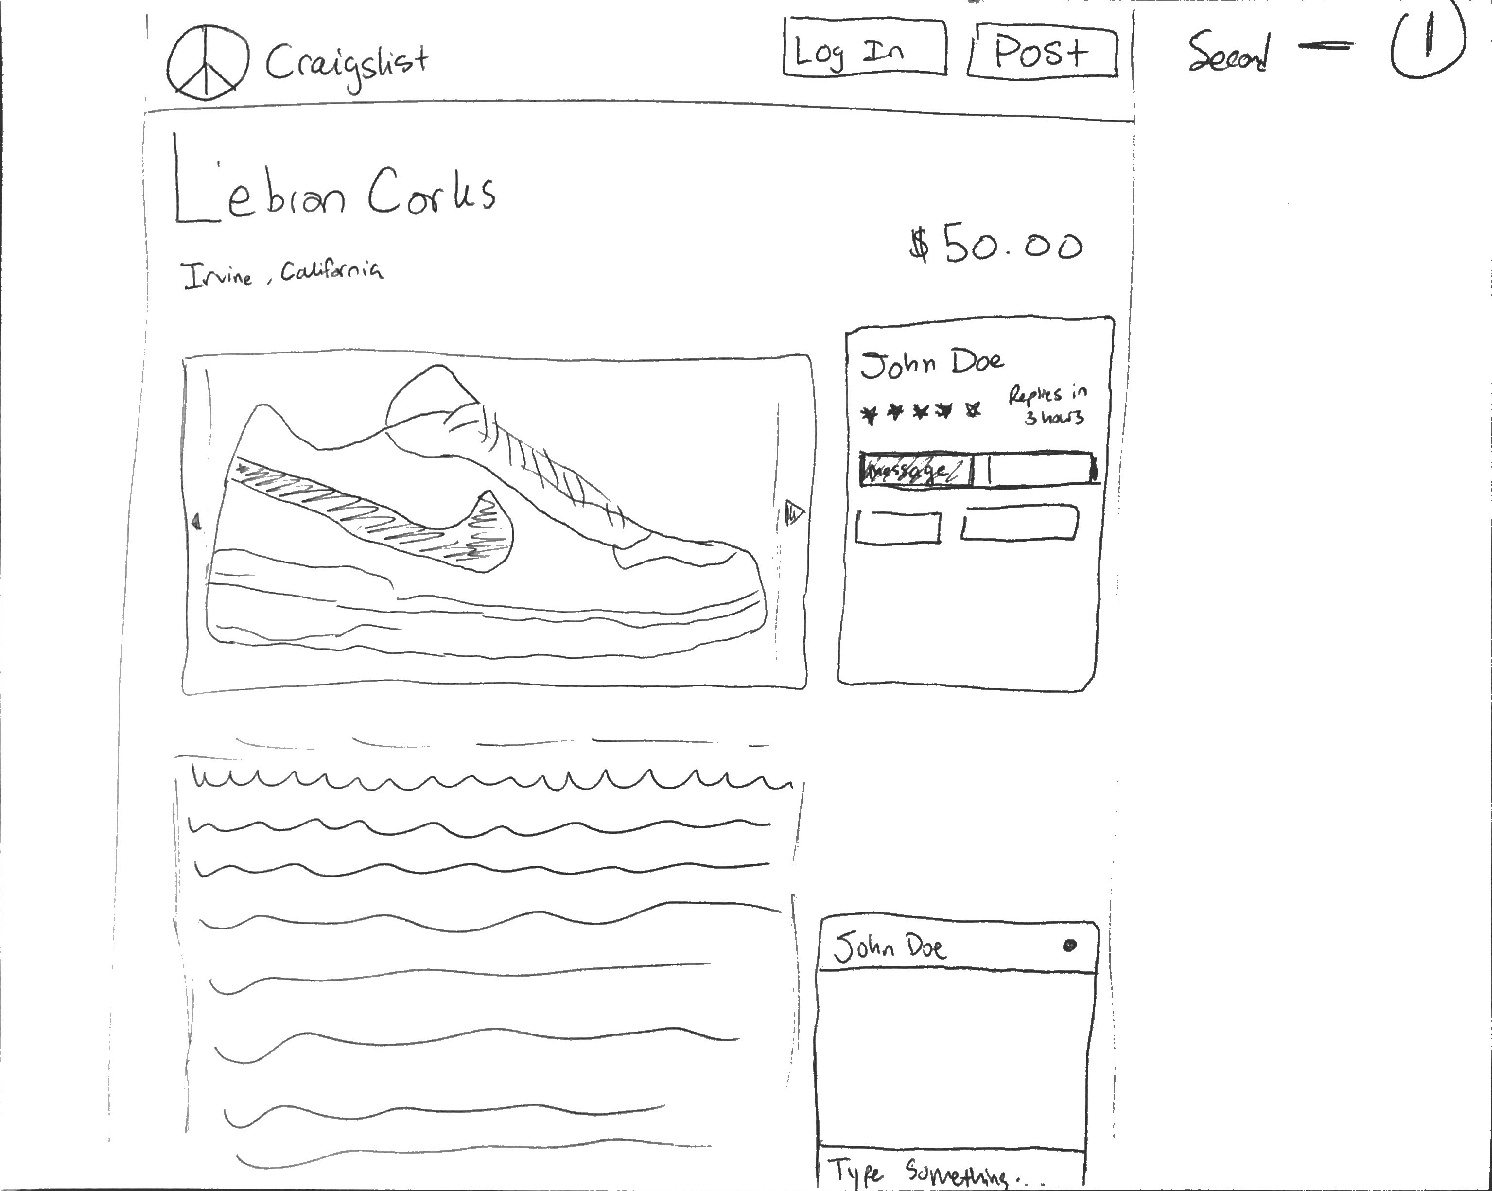 Craigslist
Log In
Post
Second — 1
Lebron Corks
$50.00
Irvine, California
John Doe
Replies in
3 hours
message
John Doe
Type Something...